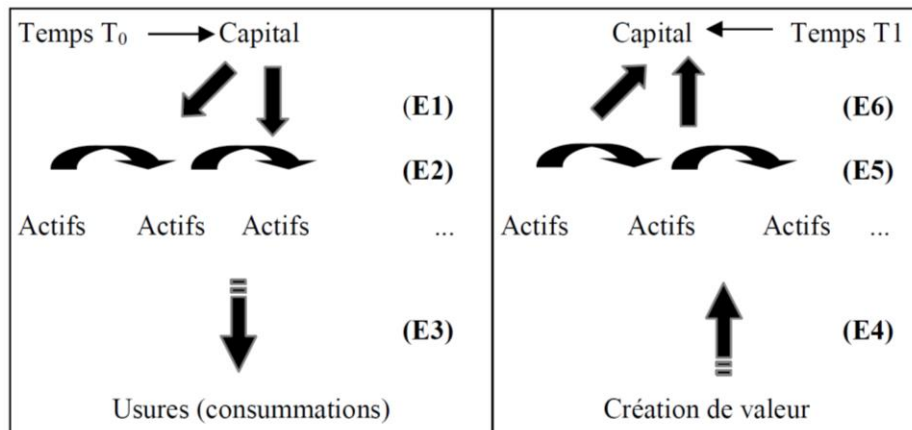 Temps T₀ Capital
(E1)
(E2)
Actifs Actifs Actifs ...
(E3)
Usures (consummations)
Capital Temps T1
(E6)
(E5)
Actifs Actifs Actifs ...
(E4)
Création de valeur